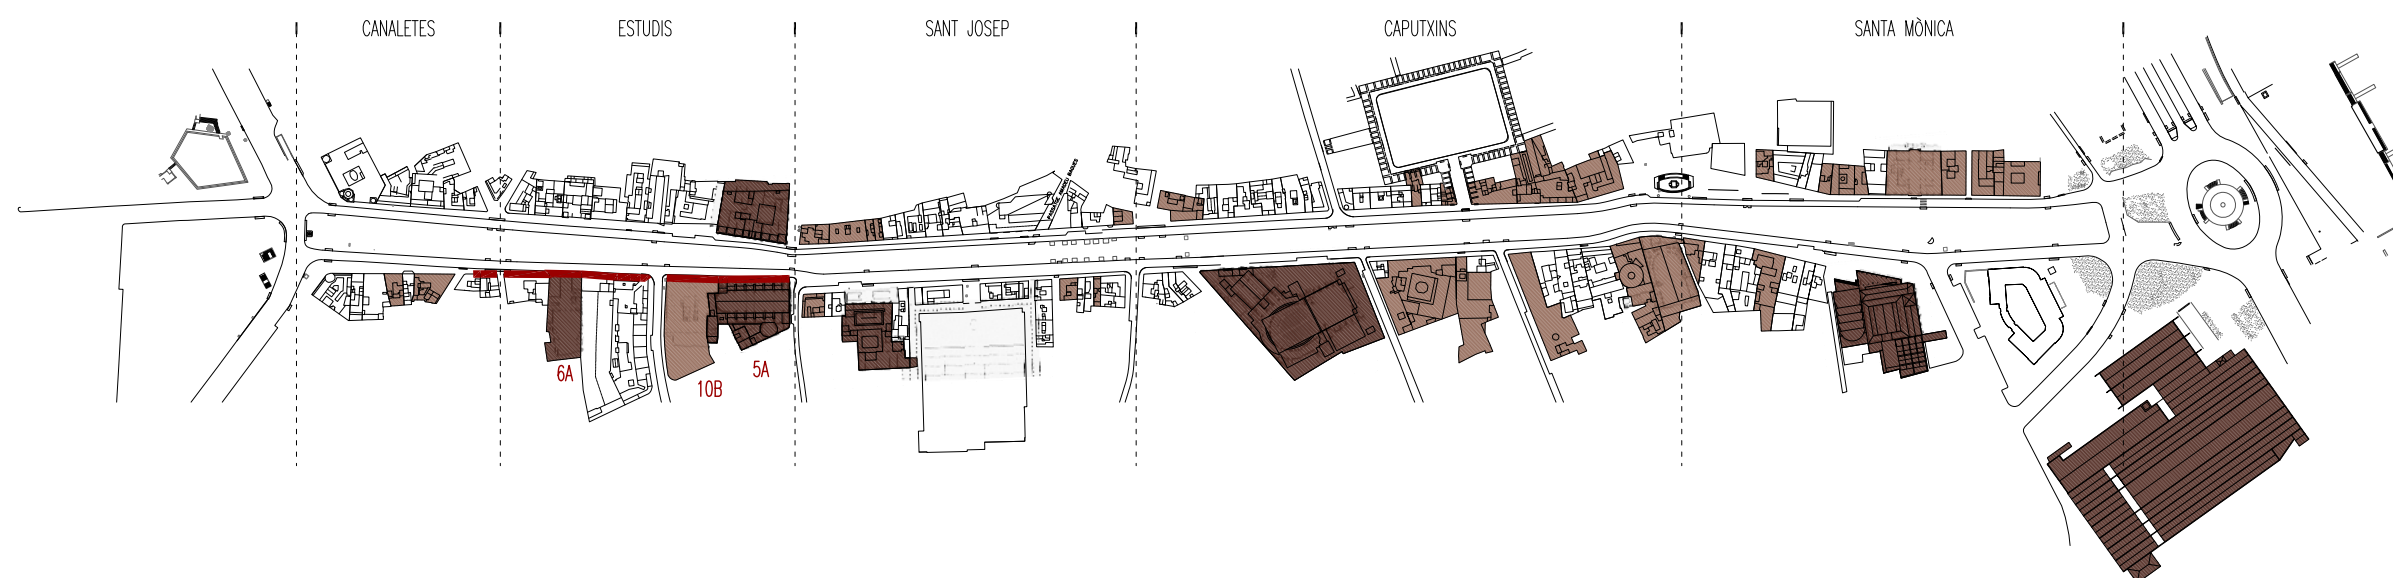 CANALETES
ESTUDIS
SANT JOSEP
CAPUTXINS
SANTA MÒNICA
6A
10B
5A